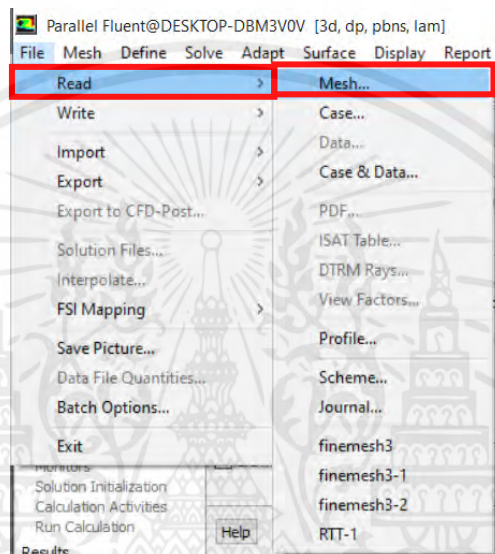 Parallel Fluent@DESKTOP-DBM3V0V [3d, dp, pbns, lam]
File Mesh Define Solve Adapt Surface Display Report
Read > Mesh...
Write > Case...
Data...
Import > Case & Data...
Export >
Export to CFD-Post... PDF...
Solution Files... ISAT Table...
Interpolate... DTRM Rays...
FSI Mapping > View Factors...
Save Picture... Profile...
Data File Quantities... Scheme...
Batch Options... Journal...
Exit finemesh3
Monitors finemesh3-1
Solution Initialization
Calculation Activities finemesh3-2
Run Calculation Help RTT-1
Results